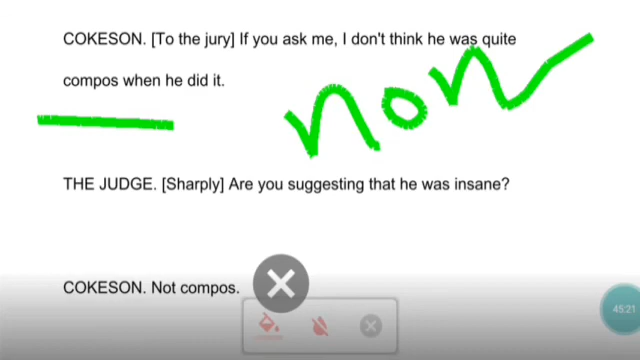 COKESON. [To the jury] If you ask me, I don't think he was quite
compos when he did it.
non
THE JUDGE. [Sharply] Are you suggesting that he was insane?
COKESON. Not compos.
45:21